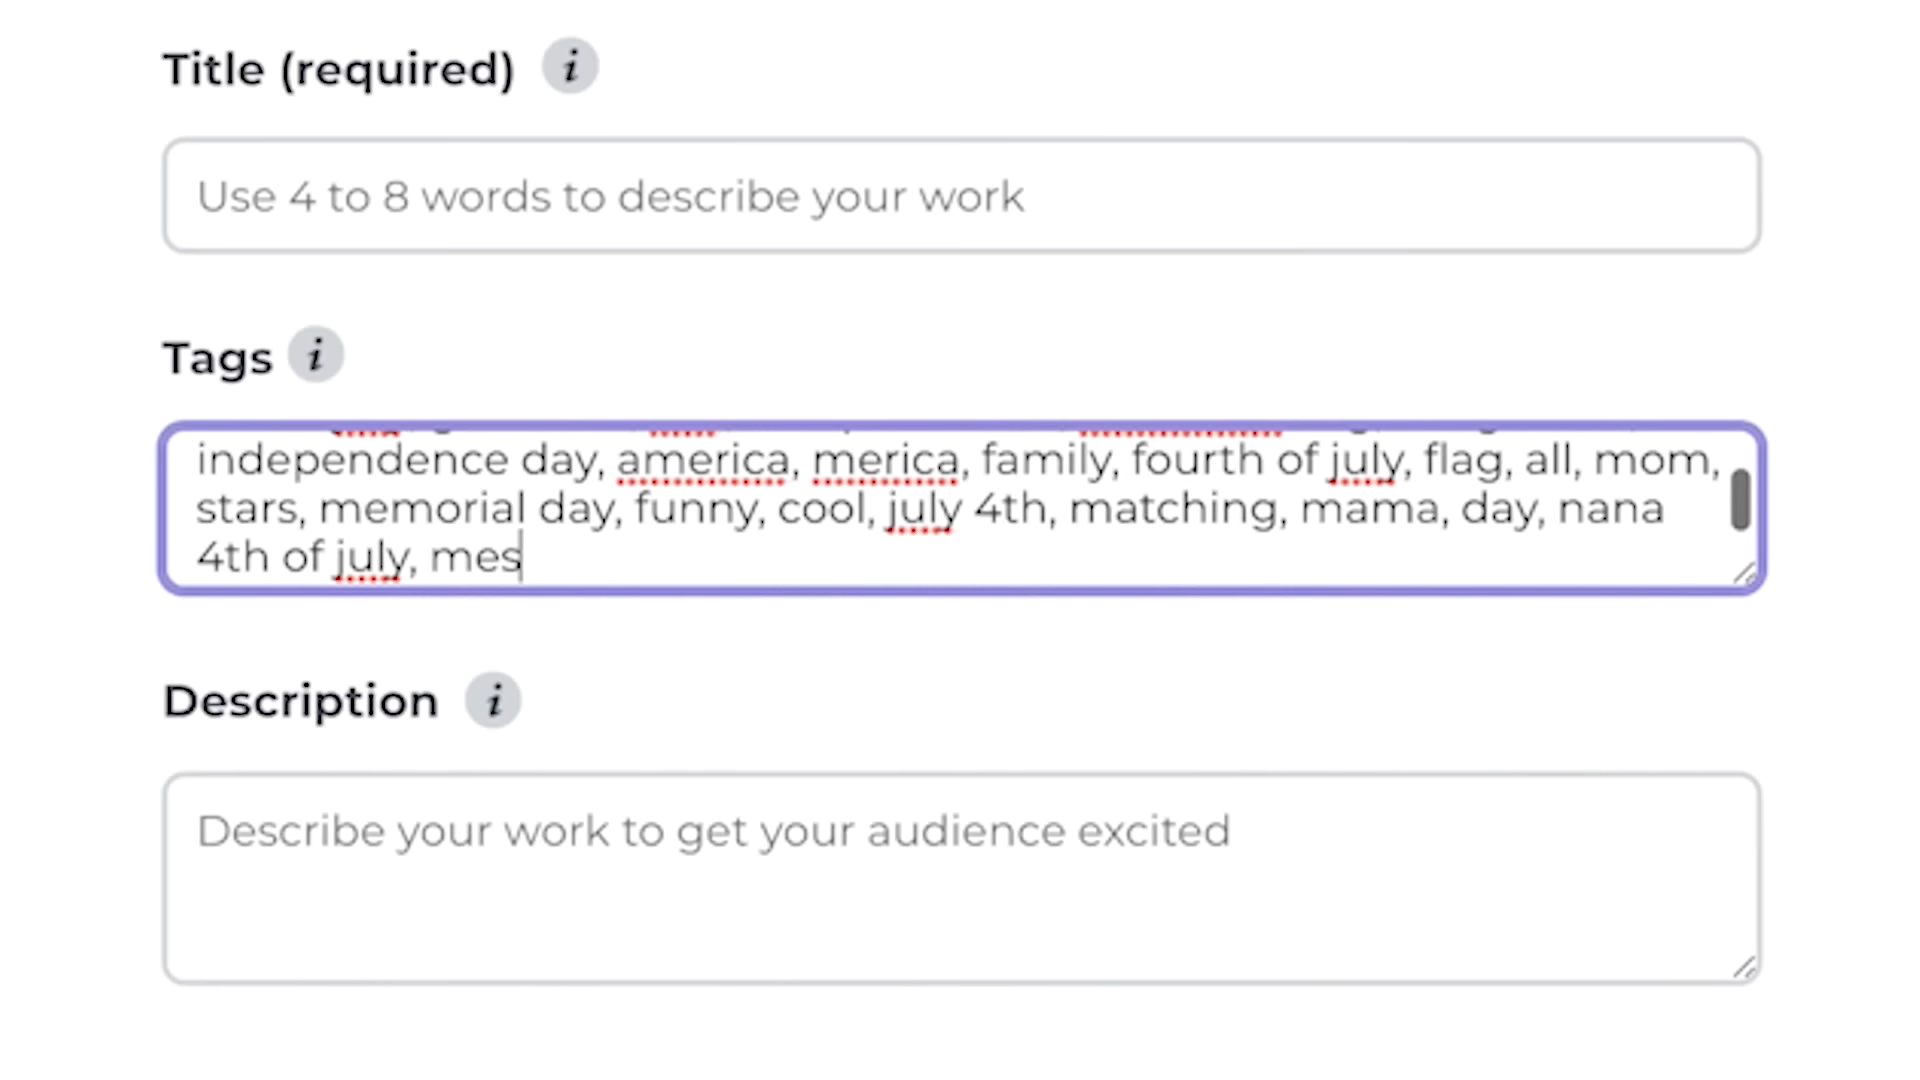 Title (required) i
Use 4 to 8 words to describe your work
Tags i
independence day, america, merica, family, fourth of july, flag, all, mom,
stars, memorial day, funny, cool, july 4th, matching, mama, day, nana
4th of july, mes
Description i
Describe your work to get your audience excited